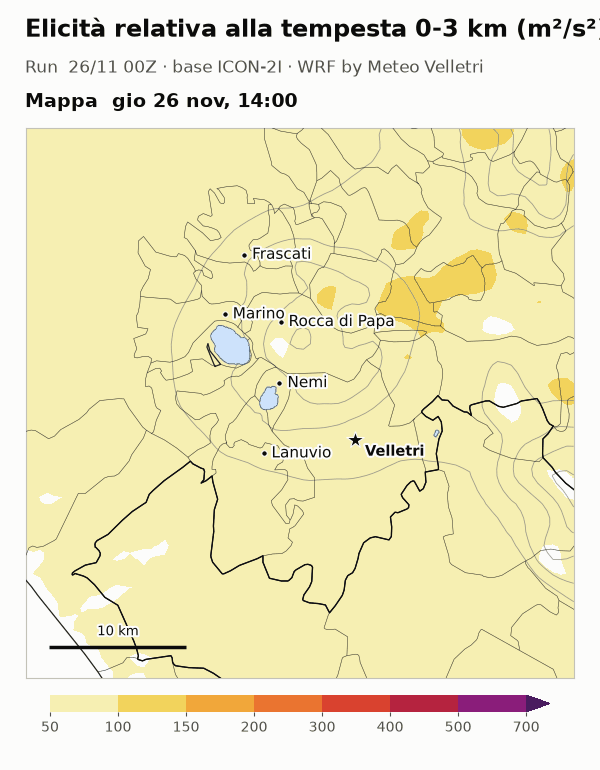 Elicità relativa alla tempesta 0-3 km (m²/s²)
Run  26/11 00Z · base ICON-2I · WRF by Meteo Velletri
Mappa  gio 26 nov, 14:00
Frascati
Marino
Rocca di Papa
Nemi
Velletri
Lanuvio
10 km
50 100 150 200 300 400 500 700